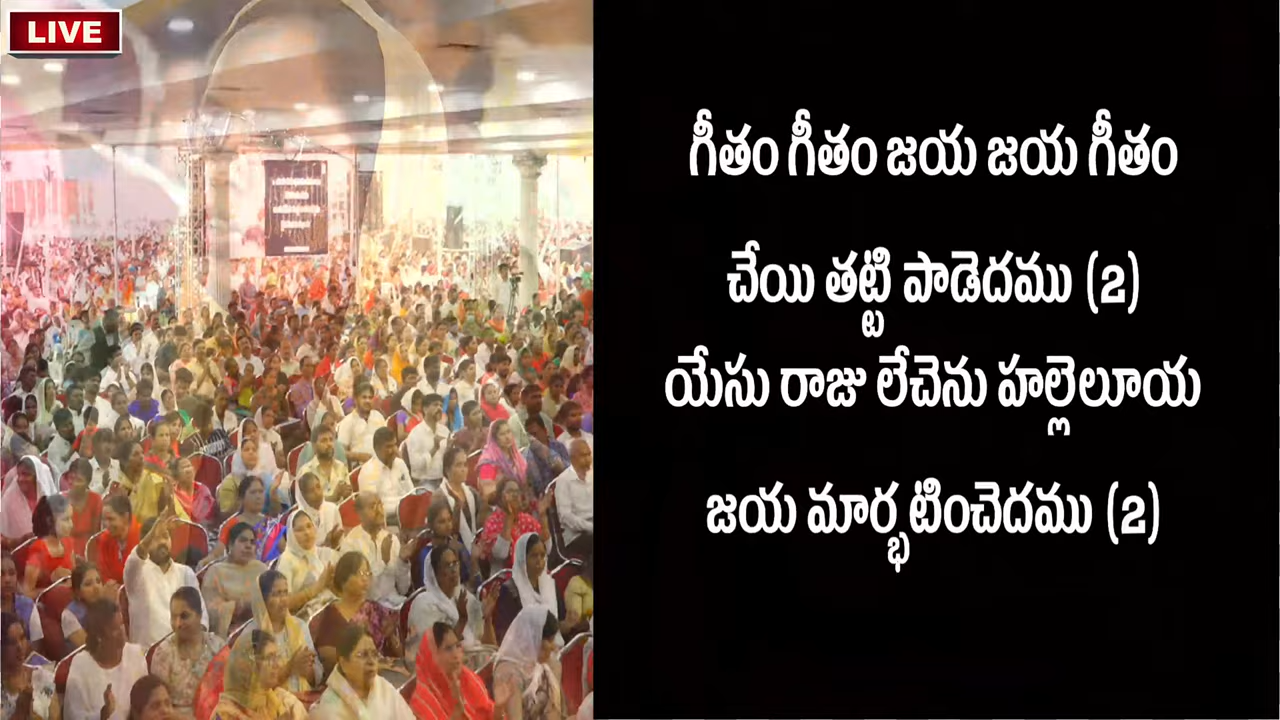 LIVE
గీతం గీతం జయ జయ గీతం
చేయి తట్టి పాడెదము (2)
యేసు రాజు లేచెను హల్లెలూయ
జయ మార్భటించెదము (2)